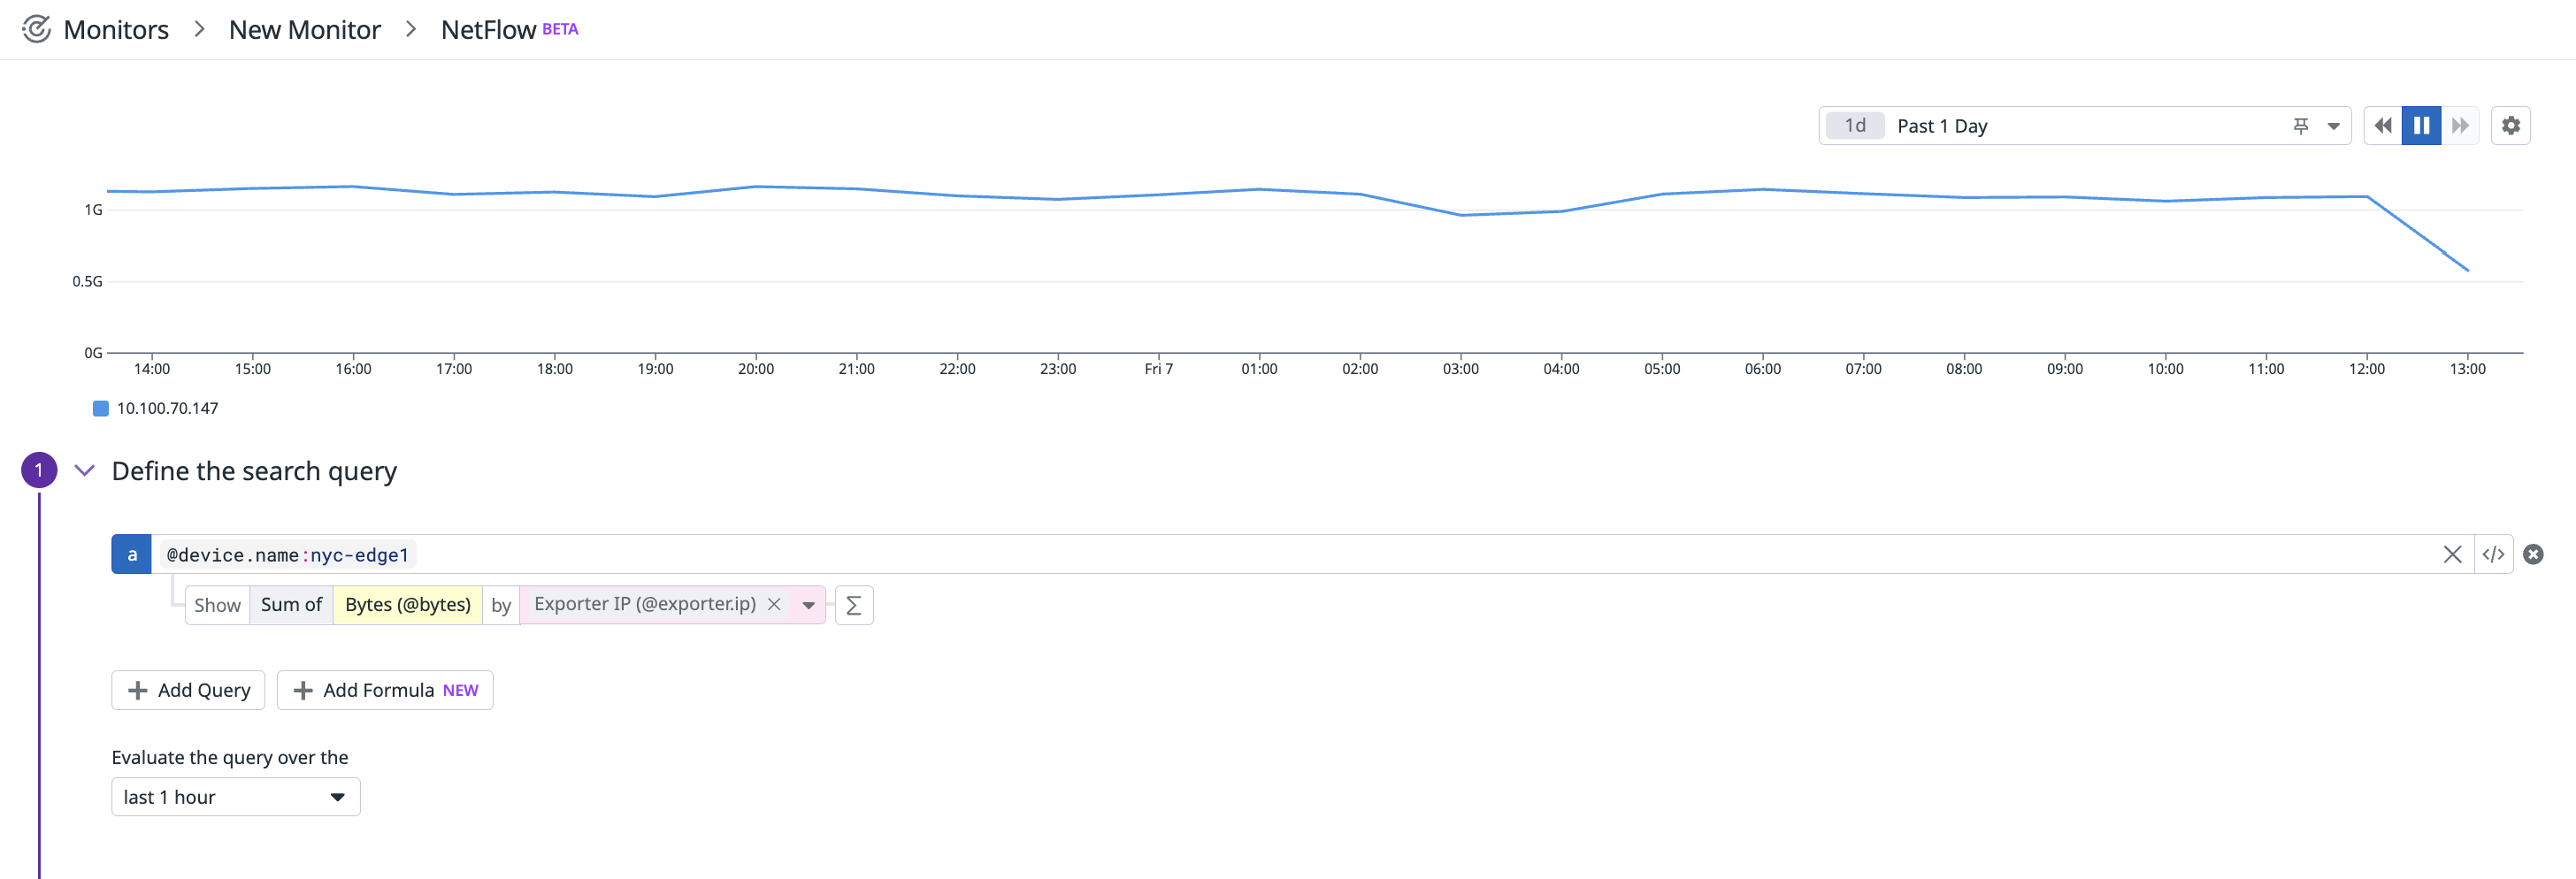 Monitors New Monitor NetFlow BETA
1d Past 1 Day
1G
0.5G
0G
14:00 15:00 16:00 17:00 18:00 19:00 20:00 21:00 22:00 23:00 Fri 7 01:00 02:00 03:00 04:00 05:00 06:00 07:00 08:00 09:00 10:00 11:00 12:00 13:00
10.100.70.147
1 Define the search query
a @device.name:nyc-edge1 </>
Show Sum of Bytes (@bytes) by Exporter IP (@exporter.ip) Σ
Add Query Add Formula NEW
Evaluate the query over the
last 1 hour